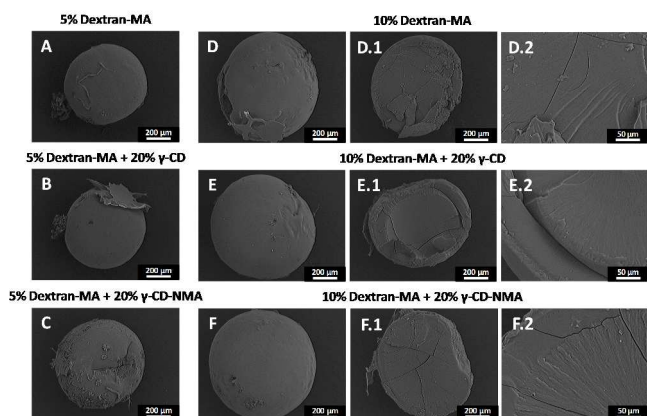 5% Dextran-MA
10% Dextran-MA
A
D
D.1
D.2
200 µm
200 µm
200 µm
50 µm
5% Dextran-MA + 20% γ-CD
10% Dextran-MA + 20% γ-CD
B
E
E.1
E.2
200 µm
200 µm
200 µm
50 µm
5% Dextran-MA + 20% γ-CD-NMA
10% Dextran-MA + 20% γ-CD-NMA
C
F
F.1
F.2
200 µm
200 µm
200 µm
50 µm